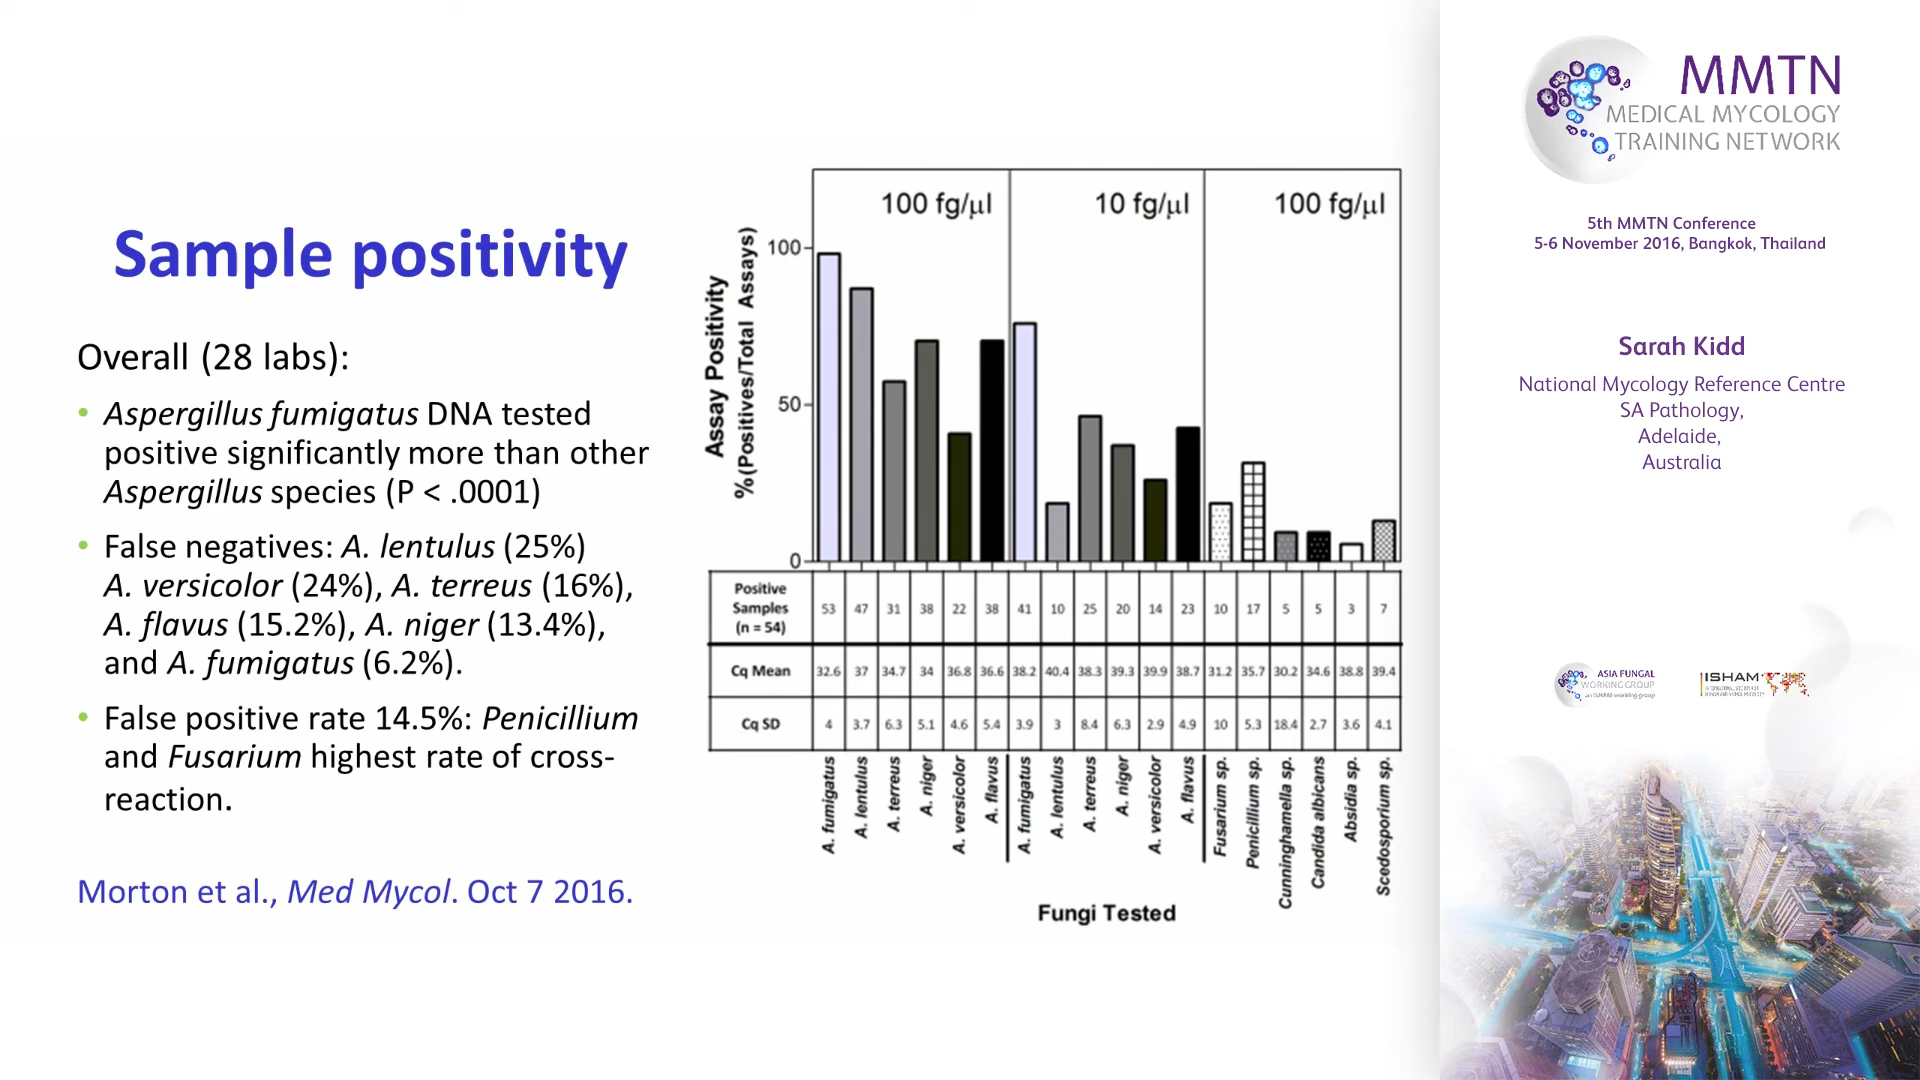 Sample positivity
Overall (28 labs):
• Aspergillus fumigatus DNA tested
positive significantly more than other
Aspergillus species (P < .0001)
• False negatives: A. lentulus (25%)
A. versicolor (24%), A. terreus (16%),
A. flavus (15.2%), A. niger (13.4%),
and A. fumigatus (6.2%).
• False positive rate 14.5%: Penicillium
and Fusarium highest rate of cross-
reaction.
Morton et al., Med Mycol. Oct 7 2016.
100 fg/µl 10 fg/µl 100 fg/µl
Assay Positivity
%(Positives/Total Assays)
100
50
0
Positive
Samples
(n = 54)
53 47 31 38 22 38 41 10 25 20 14 23 10 17 5 5 3 7
Cq Mean 32.6 37 34.7 34 36.8 36.6 38.2 40.4 38.3 39.3 39.9 38.7 31.2 35.7 30.2 34.6 38.8 39.4
Cq SD 4 3.7 6.3 5.1 4.6 5.4 3.9 3 8.4 6.3 2.9 4.9 10 5.3 18.4 2.7 3.6 4.1
A. fumigatus
A. lentulus
A. terreus
A. niger
A. versicolor
A. flavus
A. fumigatus
A. lentulus
A. terreus
A. niger
A. versicolor
A. flavus
Fusarium sp.
Penicillium sp.
Cunninghamella sp.
Candida albicans
Absidia sp.
Scedosporium sp.
Fungi Tested
MMTN
MEDICAL MYCOLOGY
TRAINING NETWORK
5th MMTN Conference
5-6 November 2016, Bangkok, Thailand
Sarah Kidd
National Mycology Reference Centre
SA Pathology,
Adelaide,
Australia
ASIA FUNGAL
WORKING GROUP
an ISHAM working group
ISHAM